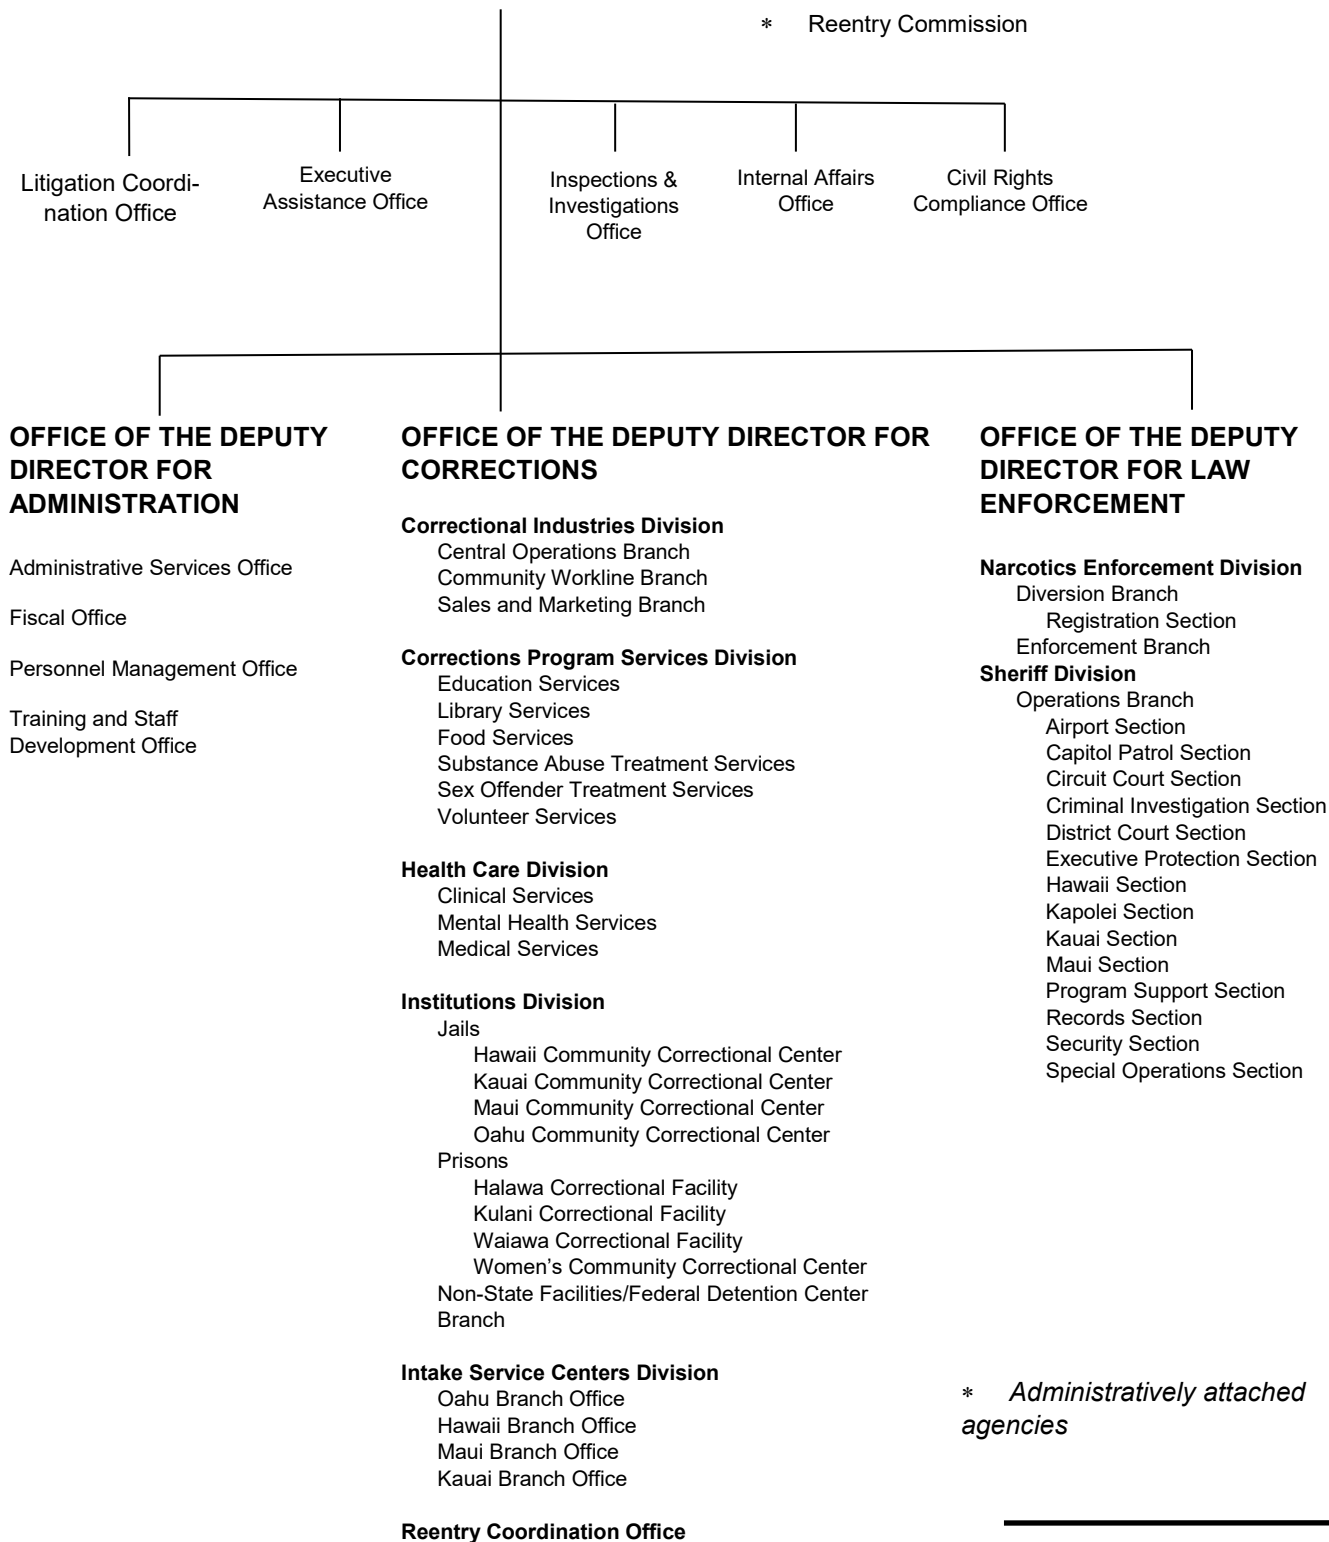 * Reentry Commission
Litigation Coordi-
nation Office
Executive
Assistance Office
Inspections &
Investigations
Office
Internal Affairs
Office
Civil Rights
Compliance Office
OFFICE OF THE DEPUTY
DIRECTOR FOR
ADMINISTRATION
Administrative Services Office
Fiscal Office
Personnel Management Office
Training and Staff
Development Office
OFFICE OF THE DEPUTY DIRECTOR FOR
CORRECTIONS
Correctional Industries Division
Central Operations Branch
Community Workline Branch
Sales and Marketing Branch
Corrections Program Services Division
Education Services
Library Services
Food Services
Substance Abuse Treatment Services
Sex Offender Treatment Services
Volunteer Services
Health Care Division
Clinical Services
Mental Health Services
Medical Services
Institutions Division
Jails
Hawaii Community Correctional Center
Kauai Community Correctional Center
Maui Community Correctional Center
Oahu Community Correctional Center
Prisons
Halawa Correctional Facility
Kulani Correctional Facility
Waiawa Correctional Facility
Women’s Community Correctional Center
Non-State Facilities/Federal Detention Center
Branch
Intake Service Centers Division
Oahu Branch Office
Hawaii Branch Office
Maui Branch Office
Kauai Branch Office
Reentry Coordination Office
OFFICE OF THE DEPUTY
DIRECTOR FOR LAW
ENFORCEMENT
Narcotics Enforcement Division
Diversion Branch
Registration Section
Enforcement Branch
Sheriff Division
Operations Branch
Airport Section
Capitol Patrol Section
Circuit Court Section
Criminal Investigation Section
District Court Section
Executive Protection Section
Hawaii Section
Kapolei Section
Kauai Section
Maui Section
Program Support Section
Records Section
Security Section
Special Operations Section
* Administratively attached
agencies